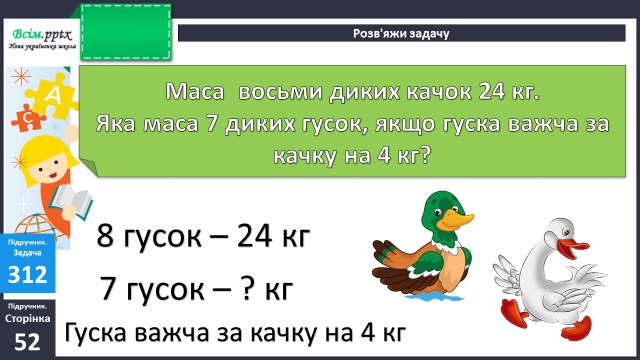 Всім.pptx
Нова українська школа
Розв'яжи задачу
Маса восьми диких качок 24 кг.
Яка маса 7 диких гусок, якщо гуска важча за
качку на 4 кг?
А
С
8 гусок – 24 кг
7 гусок – ? кг
Гуска важча за качку на 4 кг
Підручник.
Задача
312
Підручник.
Сторінка
52